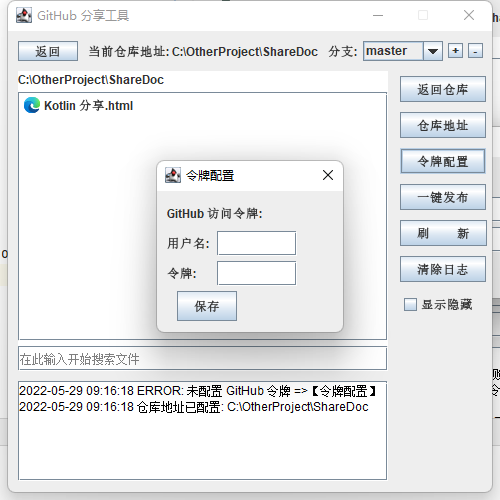 GitHub 分享工具
返回 当前仓库地址: C:\OtherProject\ShareDoc 分支: master + -
C:\OtherProject\ShareDoc
Kotlin 分享.html
返回仓库
仓库地址
令牌配置
一键发布
刷 新
清除日志
显示隐藏
令牌配置
GitHub 访问令牌:
用户名:
令牌:
保存
在此输入开始搜索文件
2022-05-29 09:16:18 ERROR: 未配置 GitHub 令牌 =>【令牌配置】
2022-05-29 09:16:18 仓库地址已配置: C:\OtherProject\ShareDoc